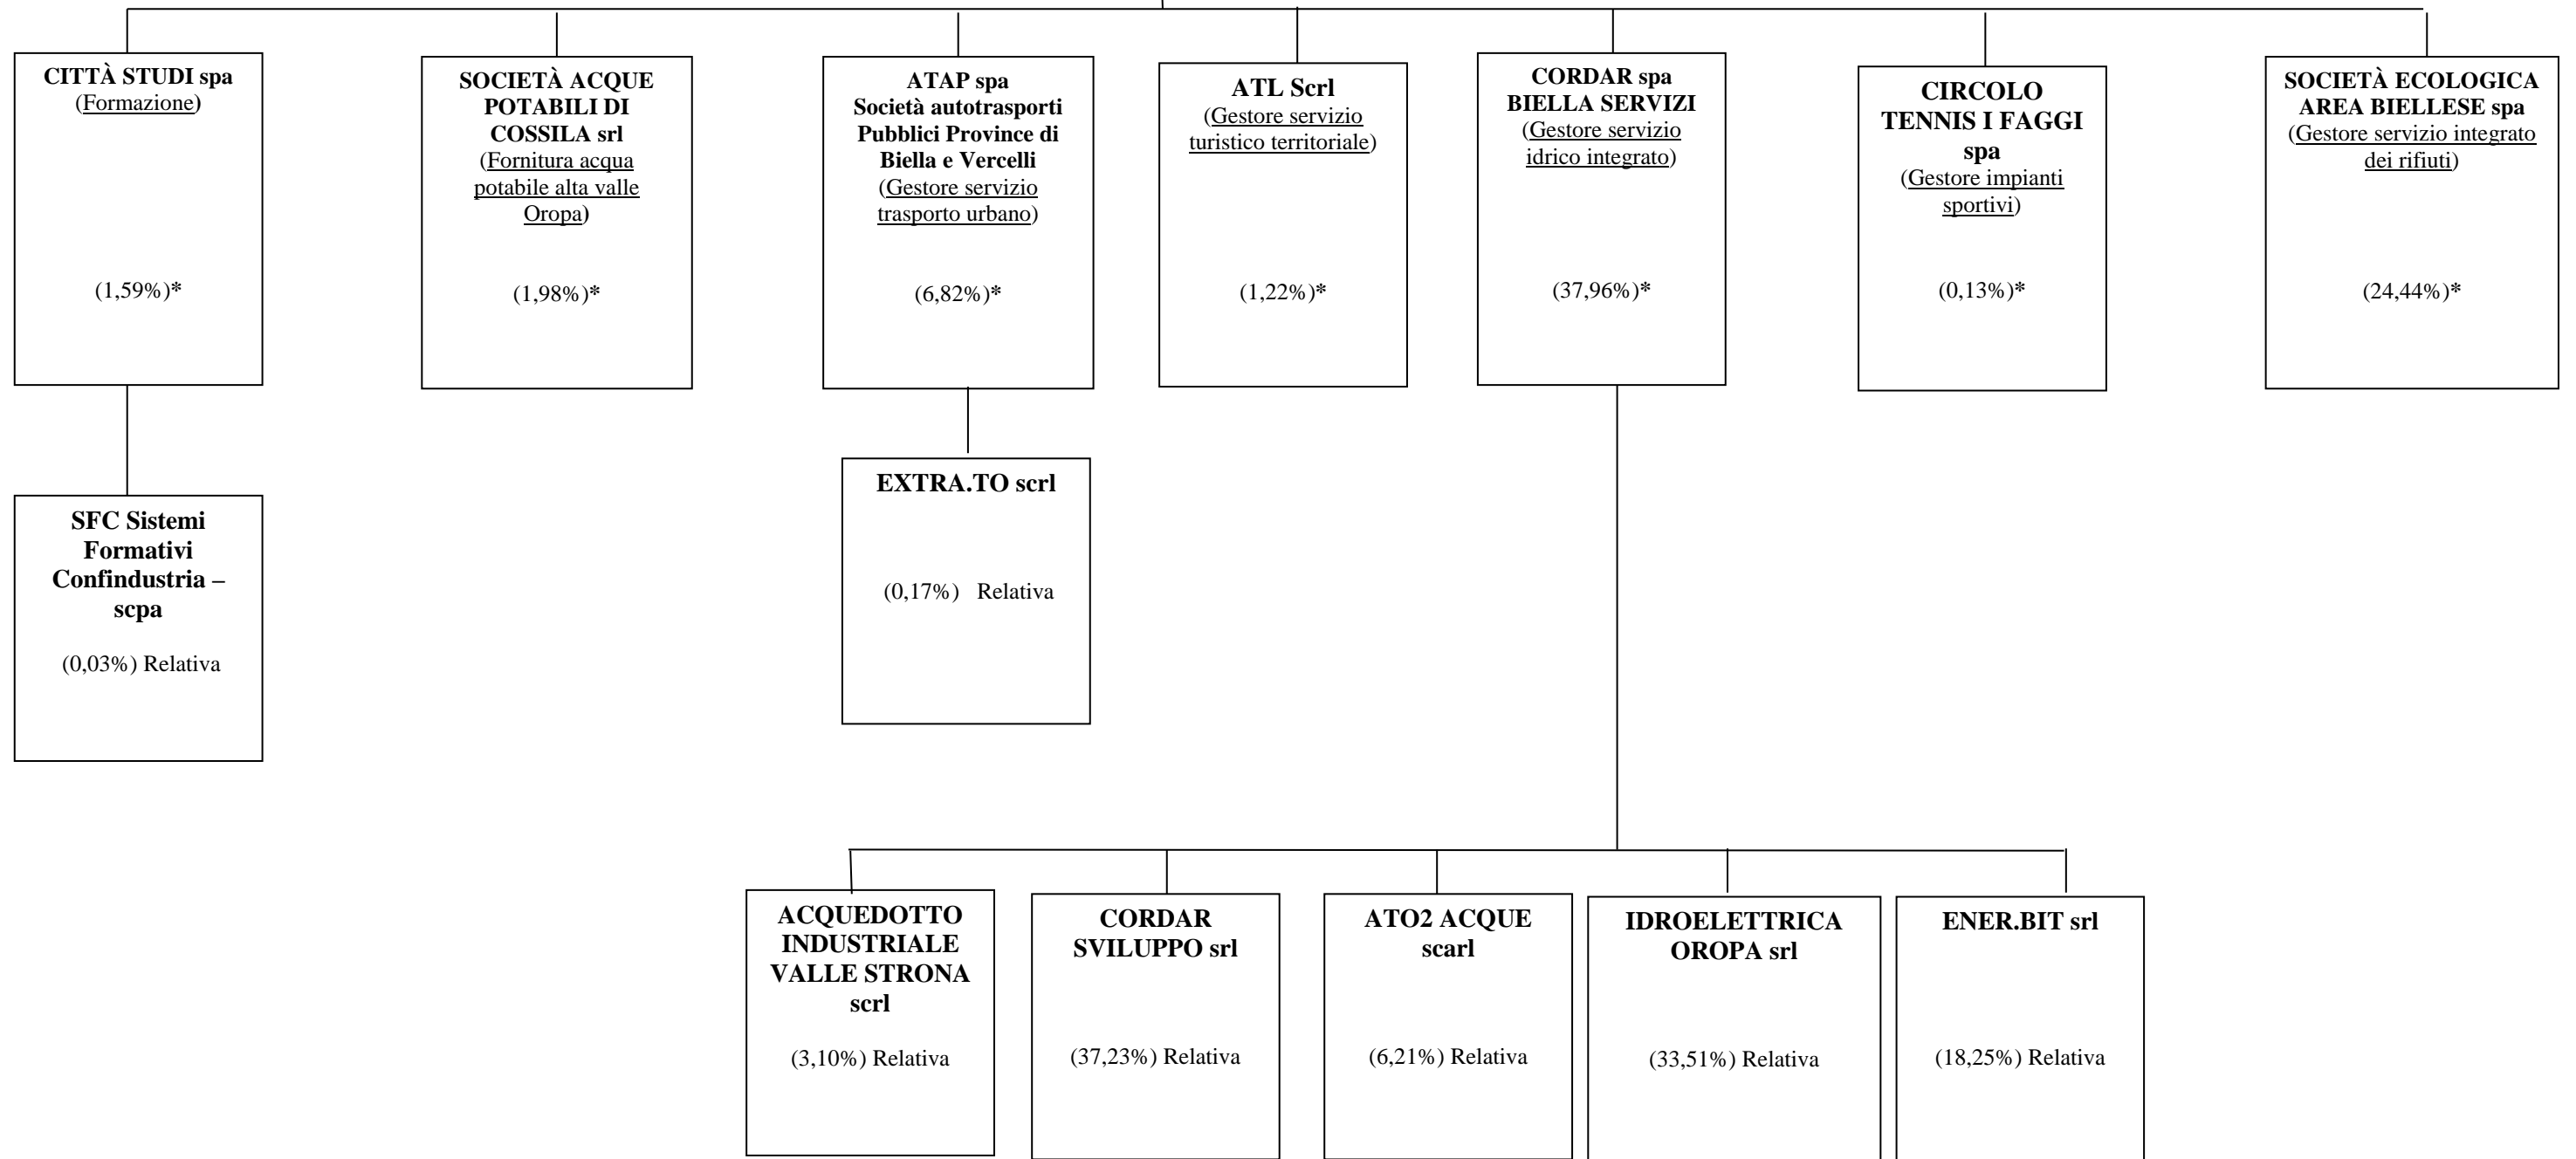 CITTÀ STUDI spa
(Formazione)
(1,59%)*
SOCIETÀ ACQUE
POTABILI DI
COSSILA srl
(Fornitura acqua
potabile alta valle
Oropa)
(1,98%)*
ATAP spa
Società autotrasporti
Pubblici Province di
Biella e Vercelli
(Gestore servizio
trasporto urbano)
(6,82%)*
ATL Scrl
(Gestore servizio
turistico territoriale)
(1,22%)*
CORDAR spa
BIELLA SERVIZI
(Gestore servizio
idrico integrato)
(37,96%)*
CIRCOLO
TENNIS I FAGGI
spa
(Gestore impianti
sportivi)
(0,13%)*
SOCIETÀ ECOLOGICA
AREA BIELLESE spa
(Gestore servizio integrato
dei rifiuti)
(24,44%)*
SFC Sistemi
Formativi
Confindustria –
scpa
(0,03%) Relativa
EXTRA.TO scrl
(0,17%) Relativa
ACQUEDOTTO
INDUSTRIALE
VALLE STRONA
scrl
(3,10%) Relativa
CORDAR
SVILUPPO srl
(37,23%) Relativa
ATO2 ACQUE
scarl
(6,21%) Relativa
IDROELETTRICA
OROPA srl
(33,51%) Relativa
ENER.BIT srl
(18,25%) Relativa